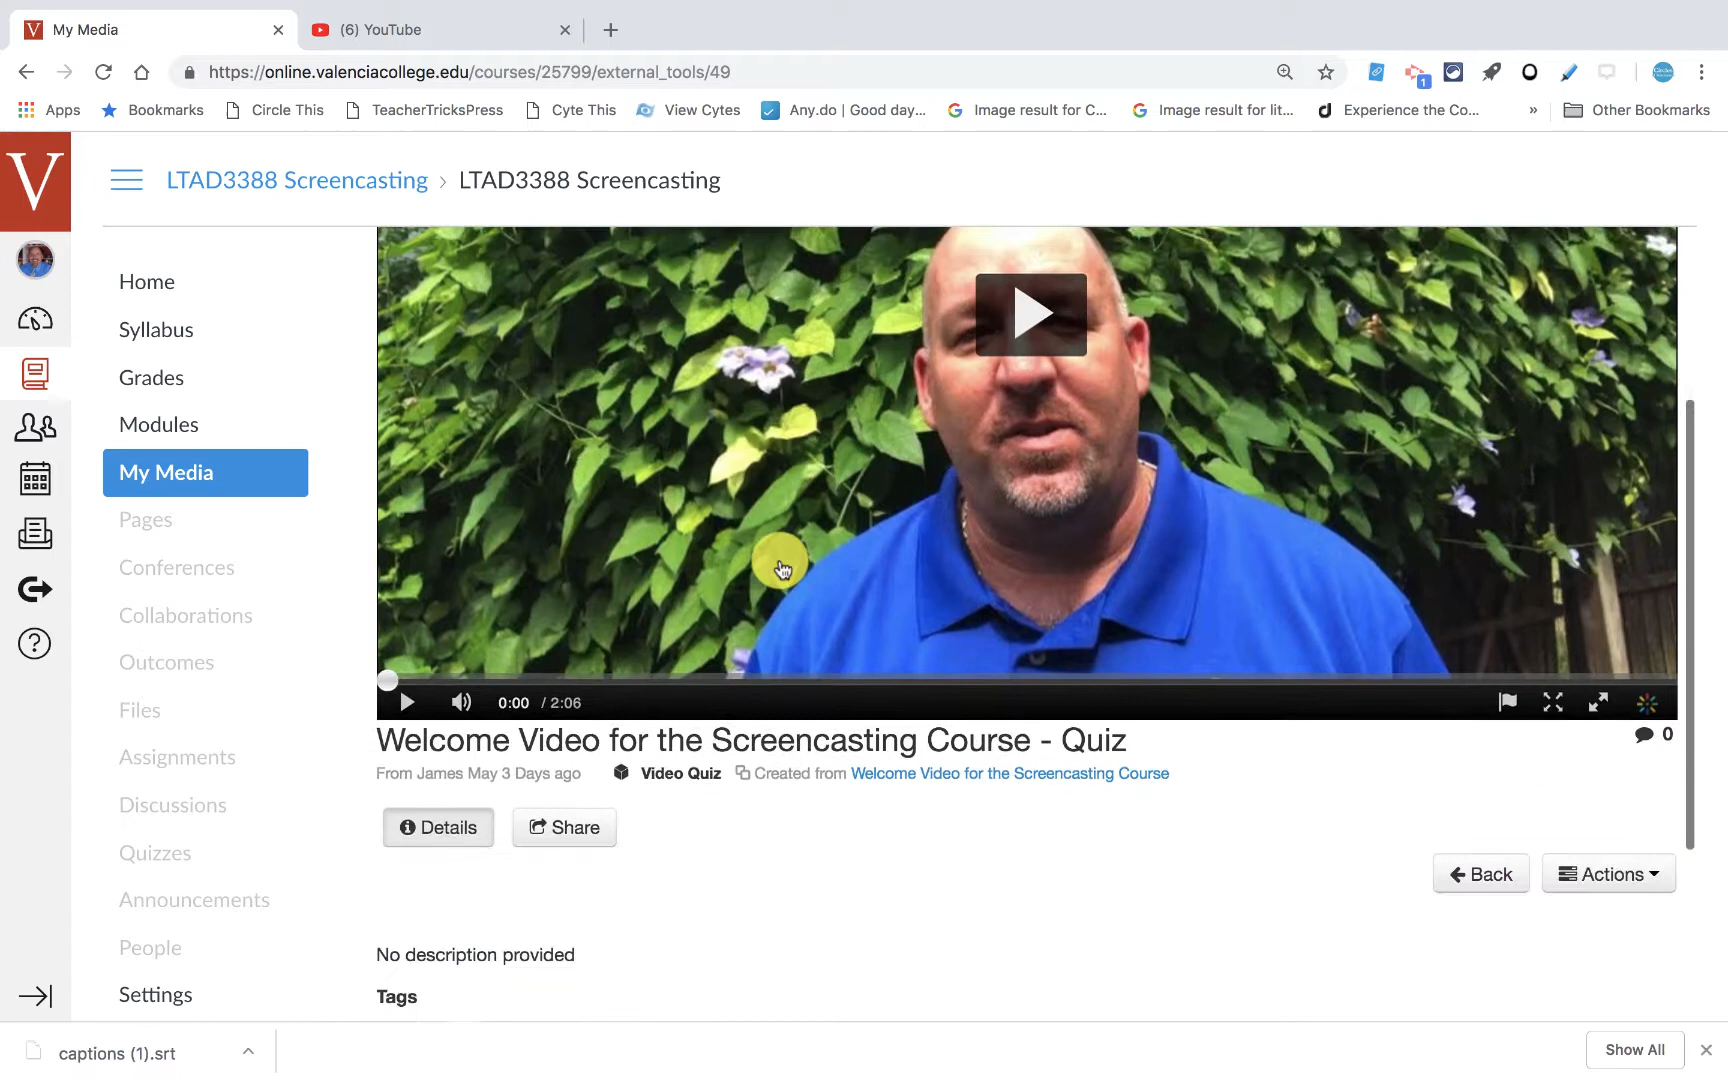 My Media
(6) YouTube
https://online.valenciacollege.edu/courses/25799/external_tools/49
1
Apps
Bookmarks
Circle This
TeacherTricksPress
Cyte This
View Cytes
Any.do | Good day...
Image result for C...
Image result for lit...
Experience the Co...
»
Other Bookmarks
V
LTAD3388 Screencasting › LTAD3388 Screencasting
Home
Syllabus
Grades
Modules
My Media
Pages
Conferences
Collaborations
Outcomes
Files
Assignments
Discussions
Quizzes
Announcements
People
Settings
0:00 / 2:06
Welcome Video for the Screencasting Course - Quiz
0
From James May 3 Days ago Video Quiz Created from Welcome Video for the Screencasting Course
Details
Share
Back
Actions
No description provided
Tags
captions (1).srt
Show All